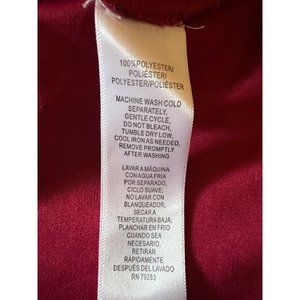 100%POLYESTER/
POLIÉSTER/
POLYESTER/POLIÉSTER
MACHINE WASH COLD
SEPARATELY,
GENTLE CYCLE,
DO NOT BLEACH,
TUMBLE DRY LOW,
COOL IRON AS NEEDED,
REMOVE PROMPTLY
AFTER WASHING
LAVAR A MÁQUINA
CON AGUA FRÍA
POR SEPARADO,
CICLO SUAVE,
NO LAVAR CON
BLANQUEADOR,
SECAR A
TEMPERATURA BAJA,
PLANCHAR EN FRIO
CUANDO SEA
NECESARIO,
RETIRAR
RÁPIDAMENTE
DESPUÉS DEL LAVADO
RN 79283